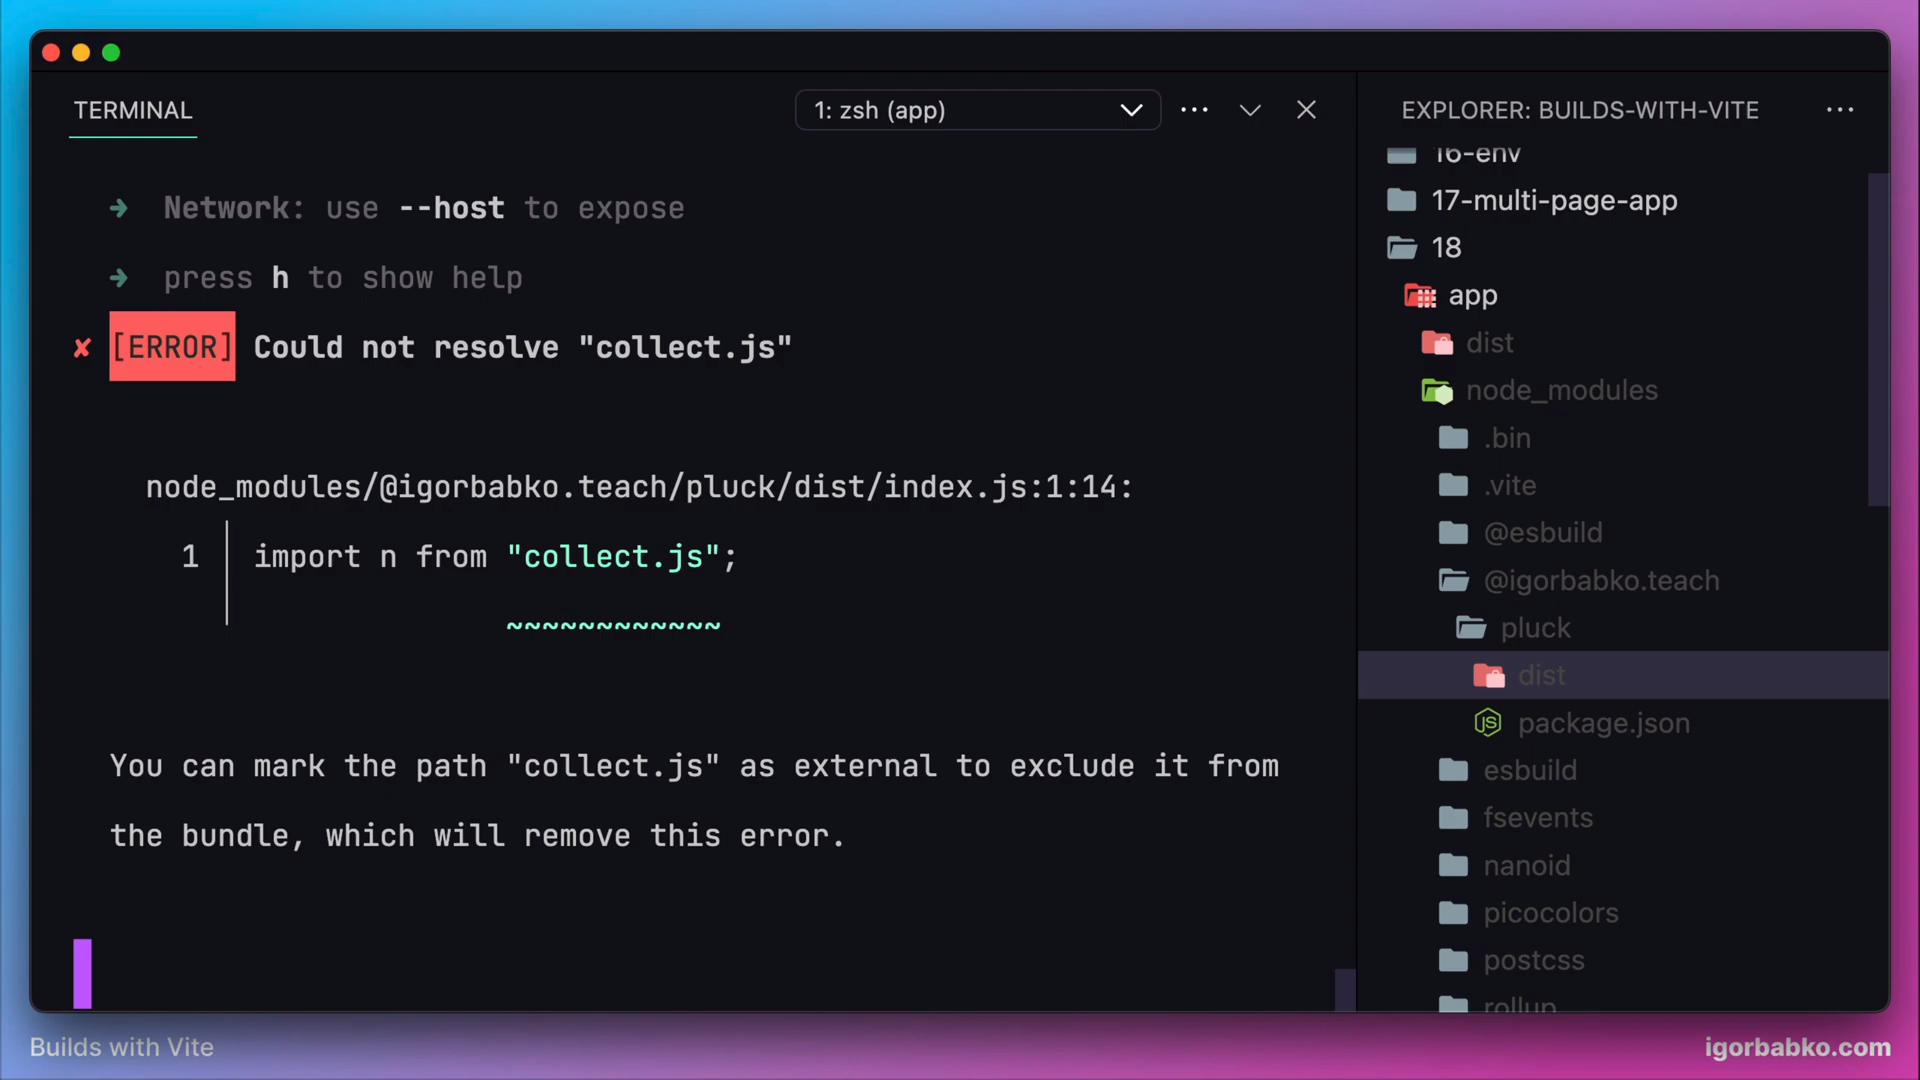 TERMINAL
1: zsh (app)
➜ Network: use --host to expose
➜ press h to show help
✘ [ERROR] Could not resolve "collect.js"
node_modules/@igorbabko.teach/pluck/dist/index.js:1:14:
1 │ import n from "collect.js";
~~~~~~~~~~~~
You can mark the path "collect.js" as external to exclude it from
the bundle, which will remove this error.
EXPLORER: BUILDS-WITH-VITE
16-env
17-multi-page-app
18
app
dist
node_modules
.bin
.vite
@esbuild
@igorbabko.teach
pluck
dist
package.json
esbuild
fsevents
nanoid
picocolors
postcss
rollup
Builds with Vite
igorbabko.com